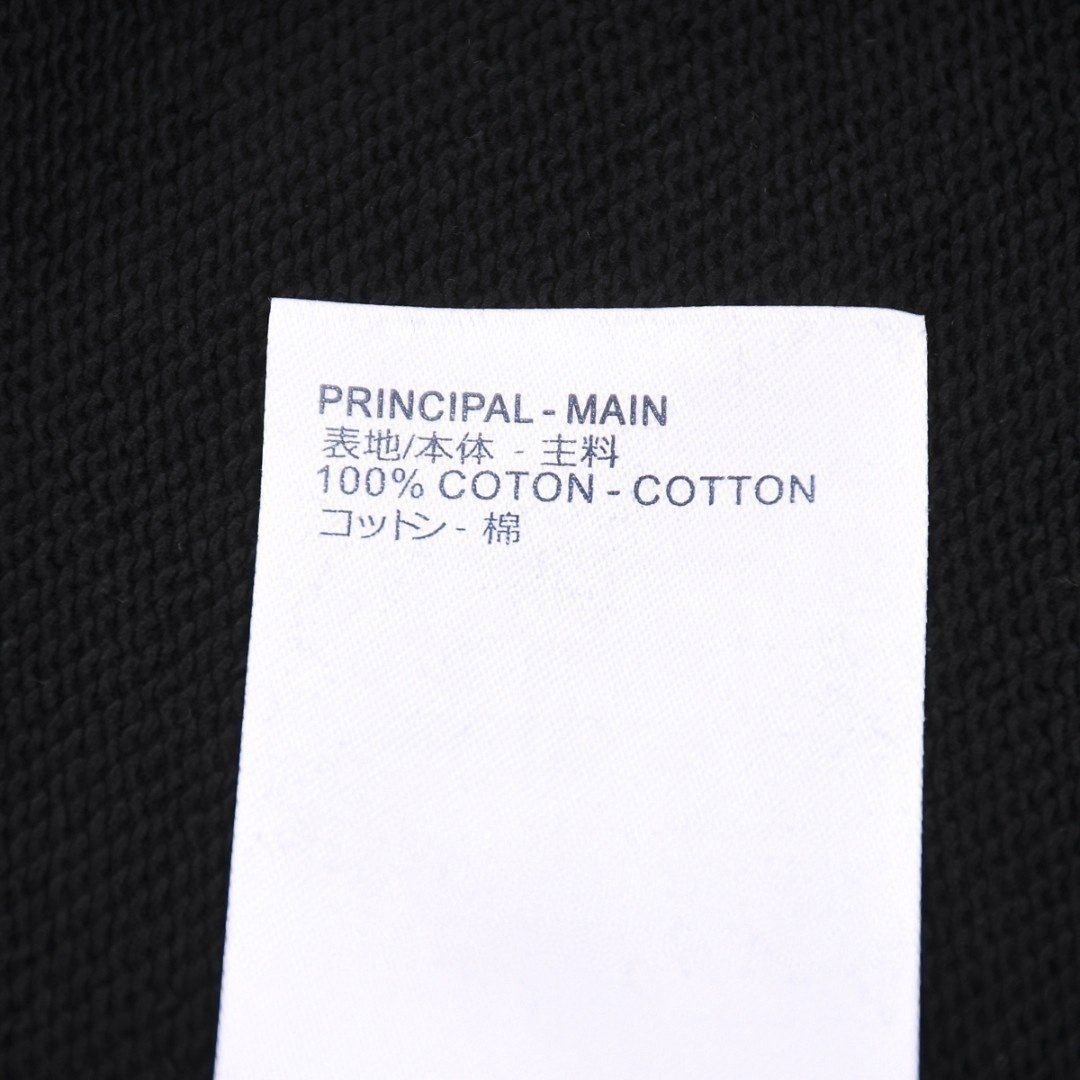 PRINCIPAL - MAIN
表地/本体 - 主料
100% COTON - COTTON
コットン - 棉